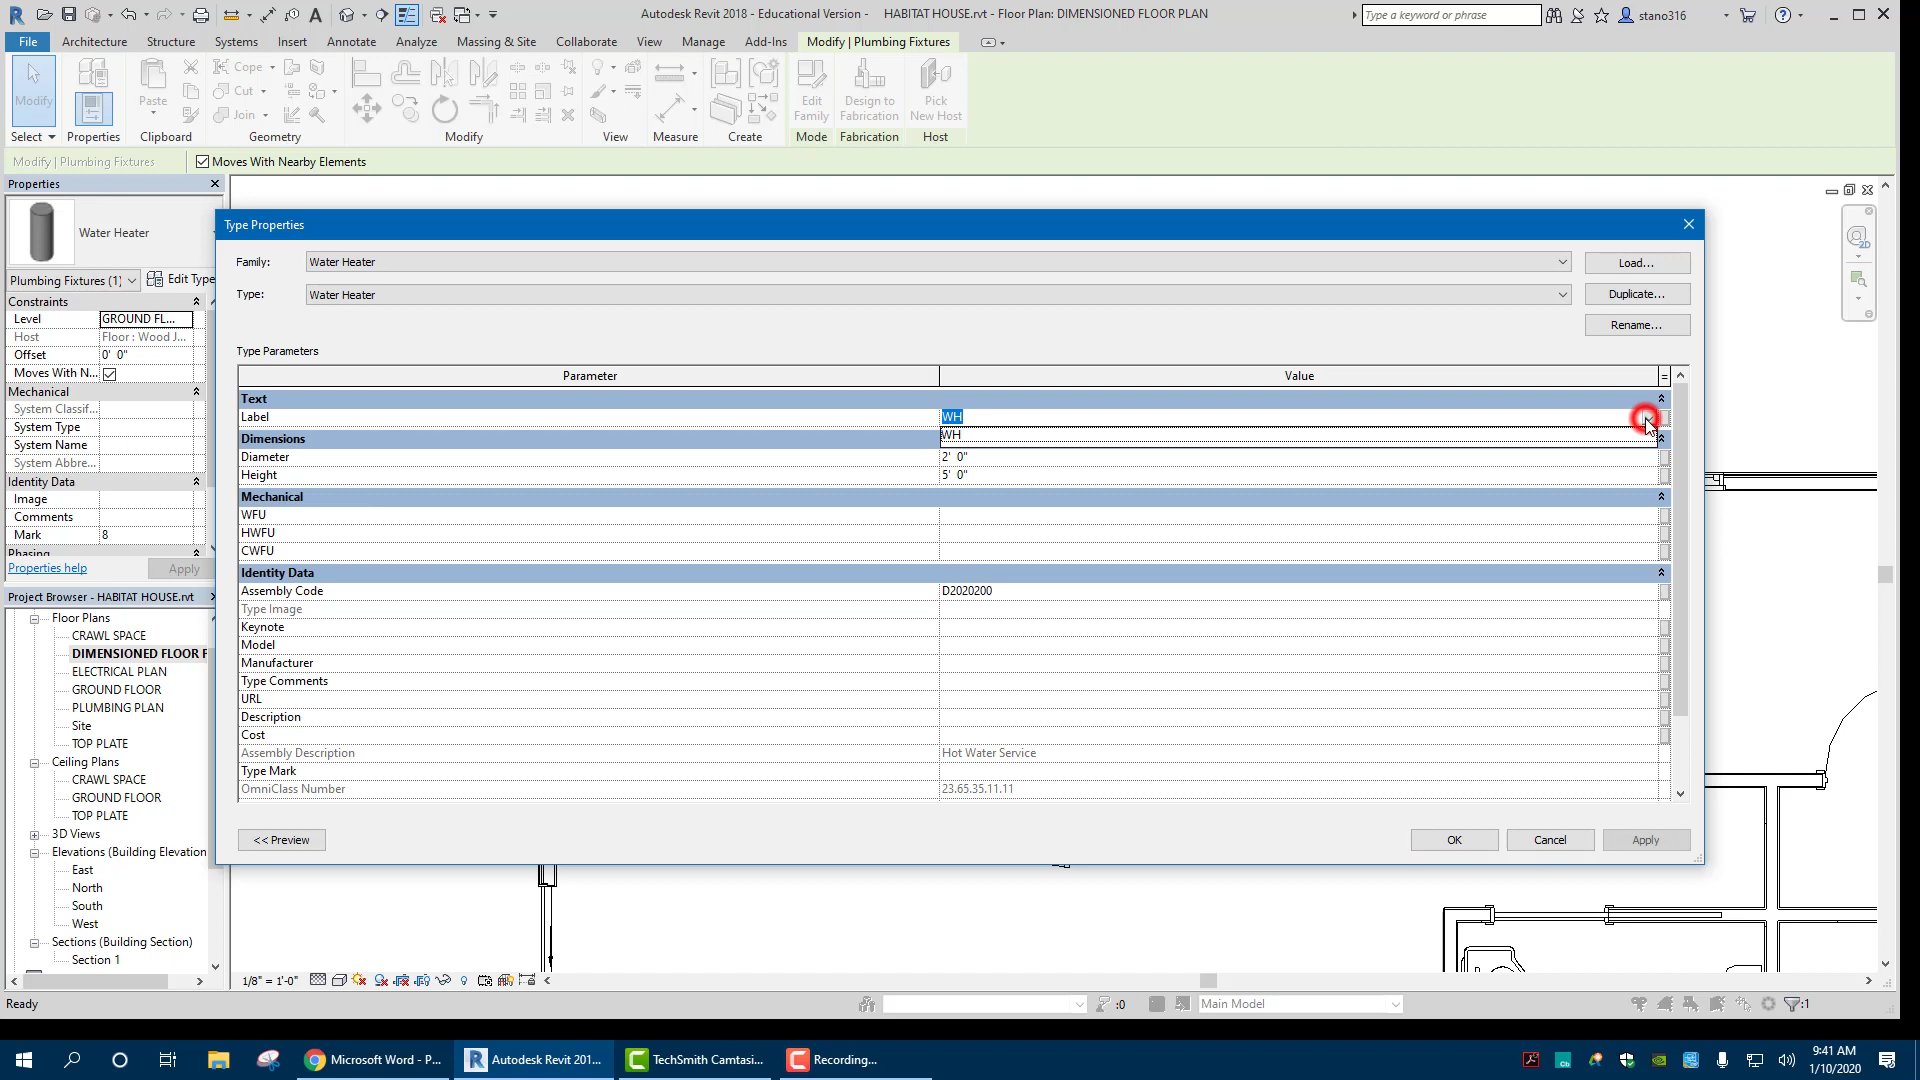 Autodesk Revit 2018 - Educational Version - HABITAT HOUSE.rvt - Floor Plan: DIMENSIONED FLOOR PLAN
Type a keyword or phrase
stano316
File Architecture Structure Systems Insert Annotate Analyze Massing & Site Collaborate View Manage Add-Ins Modify | Plumbing Fixtures
Modify
Paste
Cope
Cut
Join
Edit Family
Design to Fabrication
Pick New Host
Select Properties Clipboard Geometry Modify View Measure Create Mode Fabrication Host
Modify | Plumbing Fixtures
Moves With Nearby Elements
Properties
Water Heater
Plumbing Fixtures (1)
Edit Type
Constraints
Level GROUND FL...
Host Floor : Wood J...
Offset 0' 0"
Moves With N...
Mechanical
System Classif...
System Type
System Name
System Abbre...
Identity Data
Image
Comments
Mark 8
Phasing
Properties help
Apply
Project Browser - HABITAT HOUSE.rvt
Floor Plans
CRAWL SPACE
DIMENSIONED FLOOR P
ELECTRICAL PLAN
GROUND FLOOR
PLUMBING PLAN
Site
TOP PLATE
Ceiling Plans
CRAWL SPACE
GROUND FLOOR
TOP PLATE
3D Views
Elevations (Building Elevation
East
North
South
West
Sections (Building Section)
Section 1
Type Properties
Family: Water Heater Load...
Type: Water Heater Duplicate...
Rename...
Type Parameters
Parameter Value =
Text
Label WH
WH
Dimensions
Diameter 2' 0"
Height 5' 0"
Mechanical
WFU
HWFU
CWFU
Identity Data
Assembly Code D2020200
Type Image
Keynote
Model
Manufacturer
Type Comments
URL
Description
Cost
Assembly Description Hot Water Service
Type Mark
OmniClass Number 23.65.35.11.11
<< Preview OK Cancel Apply
2D
1/8" = 1'-0"
Ready
:0
Main Model
:1
Microsoft Word - P...
Autodesk Revit 201...
TechSmith Camtasi...
Recording...
9:41 AM
1/10/2020